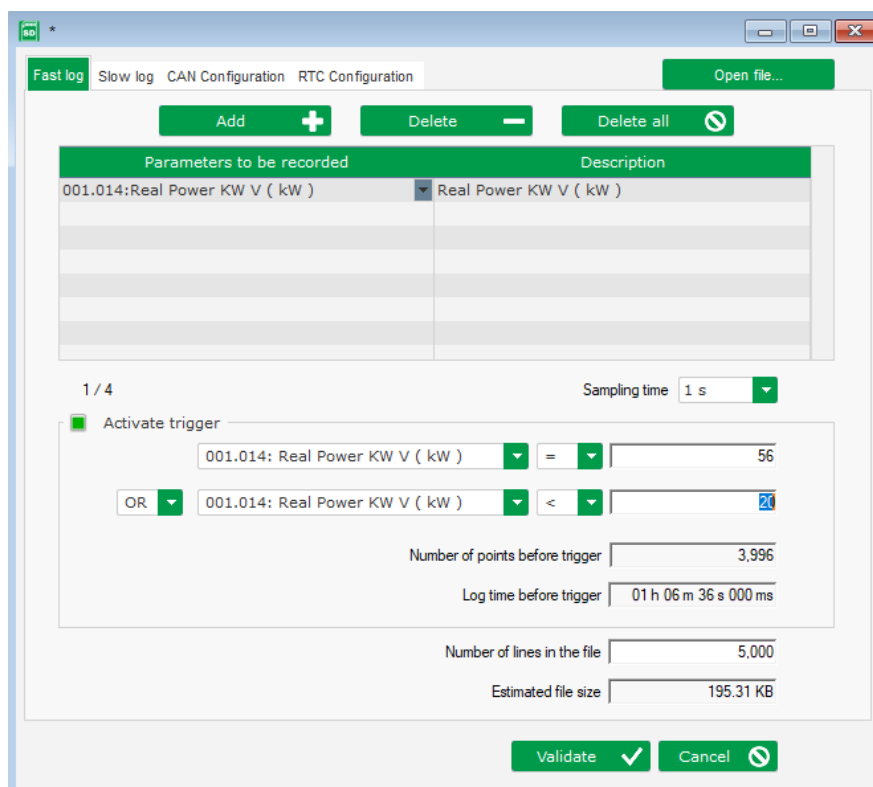 SD *
Fast log Slow log CAN Configuration RTC Configuration Open file...
Add Delete Delete all
Parameters to be recorded Description
001.014:Real Power KW V ( kW ) Real Power KW V ( kW )
1 / 4 Sampling time 1 s
Activate trigger
001.014: Real Power KW V ( kW ) = 56
OR 001.014: Real Power KW V ( kW ) < 20
Number of points before trigger 3,996
Log time before trigger 01 h 06 m 36 s 000 ms
Number of lines in the file 5,000
Estimated file size 195.31 KB
Validate Cancel